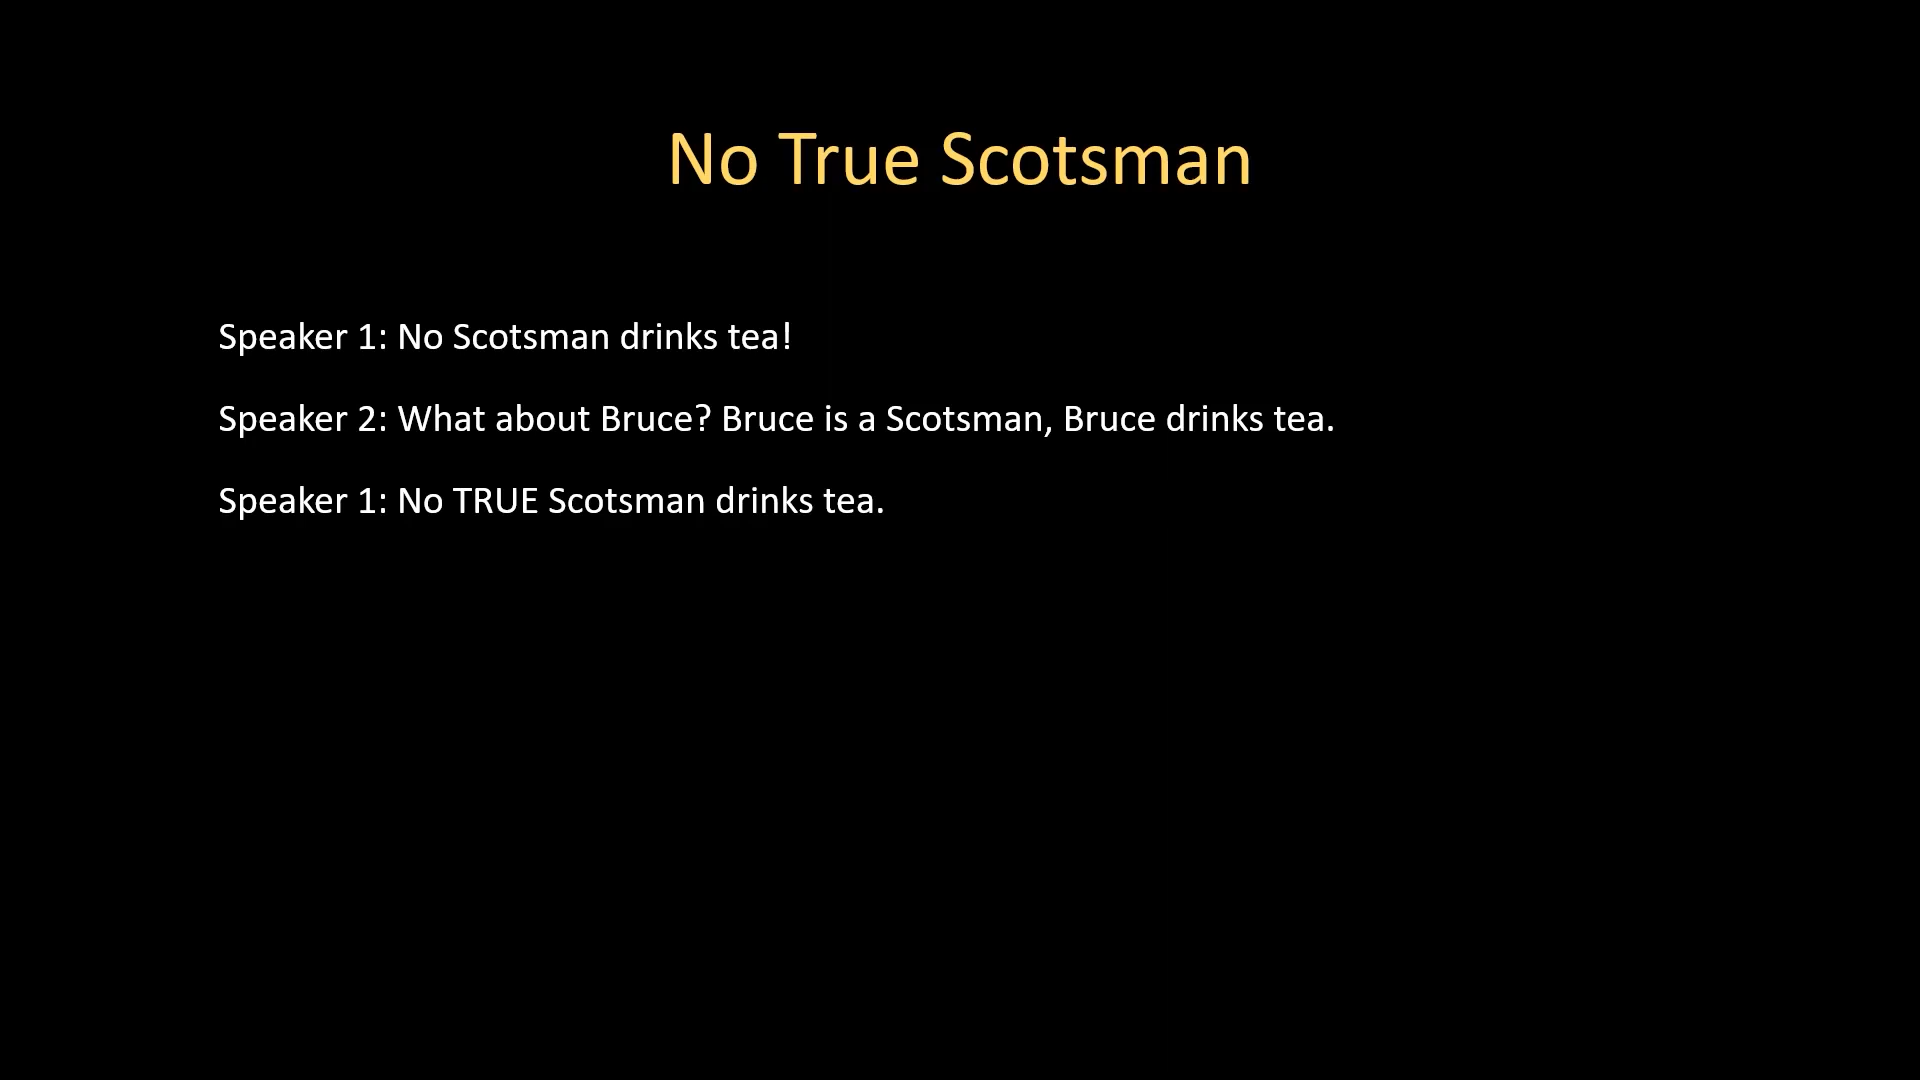 No True Scotsman
Speaker 1: No Scotsman drinks tea!
Speaker 2: What about Bruce? Bruce is a Scotsman, Bruce drinks tea.
Speaker 1: No TRUE Scotsman drinks tea.